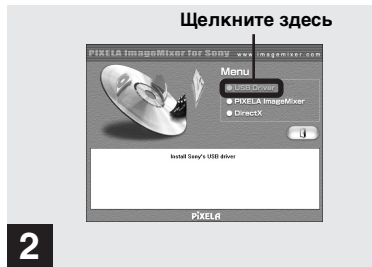 Щелкните здесь
PIXELA ImageMixer for Sony www.imagemixer.com
Menu
USB Driver
PIXELA ImageMixer
DirectX
Install Sony's USB driver
PIXELA
2